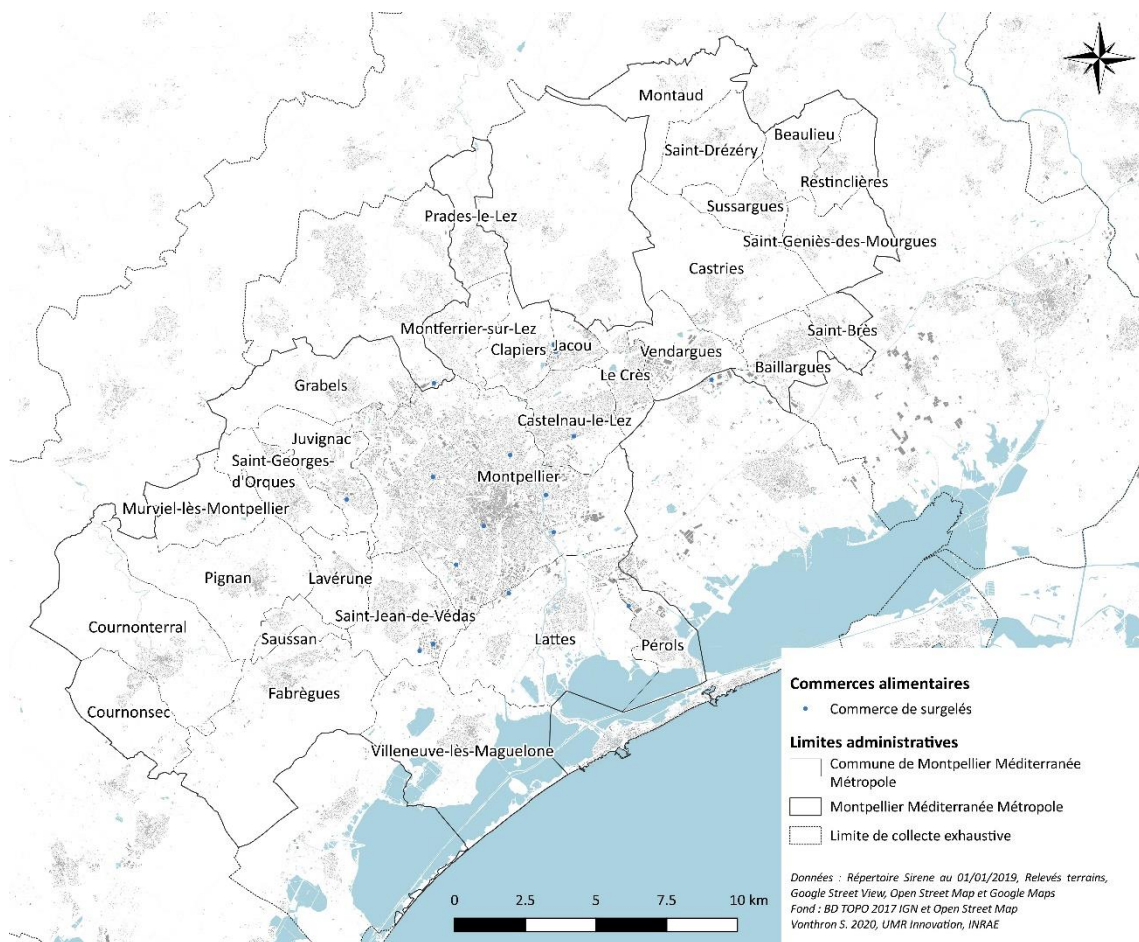 Montaud
Beaulieu
Saint-Drézéry
Restinclières
Sussargues
Prades-le-Lez
Saint-Geniès-des-Mourgues
Castries
Montferrier-sur-Lez
Saint-Brès
Clapiers
Jacou
Vendargues
Baillargues
Le Crès
Grabels
Castelnau-le-Lez
Juvignac
Saint-Georges-
d'Orques
Montpellier
Murviel-lès-Montpellier
Pignan
Lavérune
Saint-Jean-de-Védas
Cournonterral
Saussan
Lattes
Pérols
Fabrègues
Cournonsec
Villeneuve-lès-Maguelone
Commerces alimentaires
Commerce de surgelés
Limites administratives
Commune de Montpellier Méditerranée
Métropole
Montpellier Méditerranée Métropole
Limite de collecte exhaustive
Données : Répertoire Sirene au 01/01/2019, Relevés terrains,
Google Street View, Open Street Map et Google Maps
Fond : BD TOPO 2017 IGN et Open Street Map
Vonthron S. 2020, UMR Innovation, INRAE
0 2.5 5 7.5 10 km